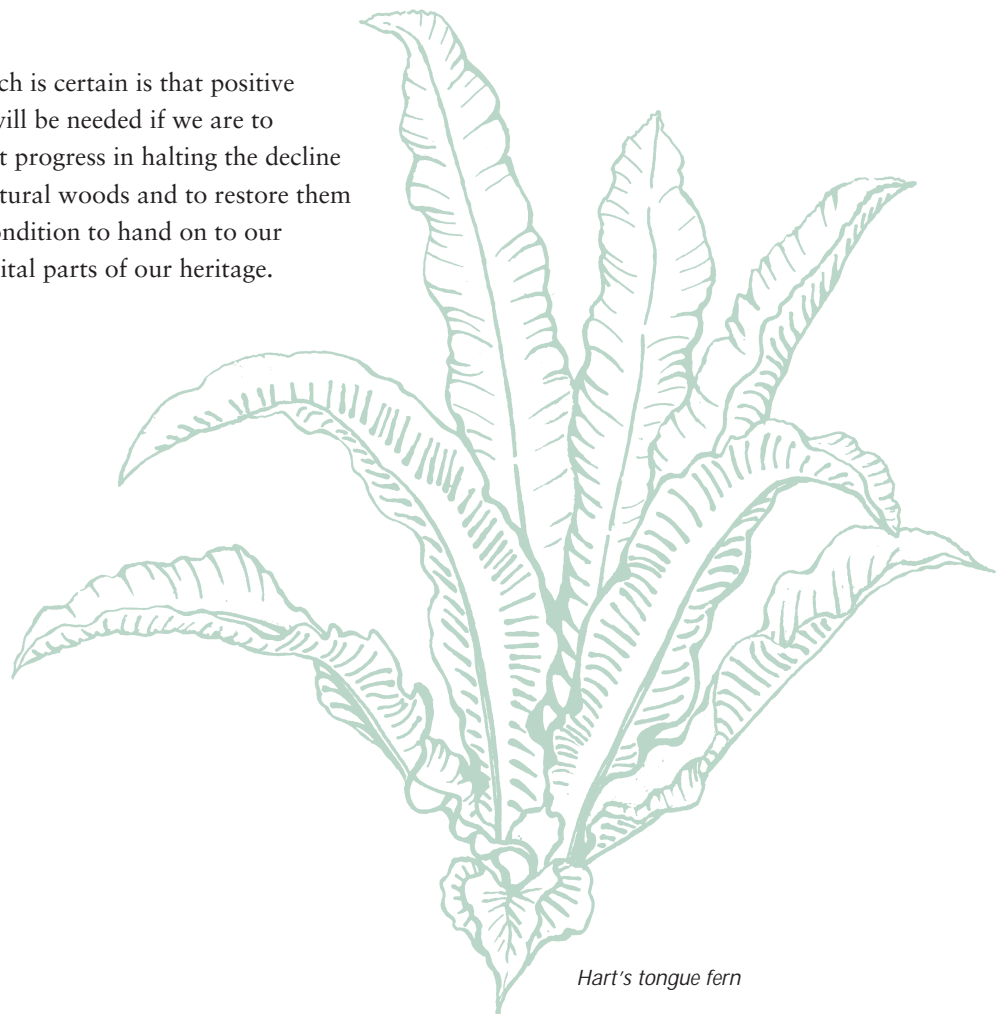 ch is certain is that positive
will be needed if we are to
t progress in halting the decline
tural woods and to restore them
ondition to hand on to our
ital parts of our heritage.
Hart's tongue fern